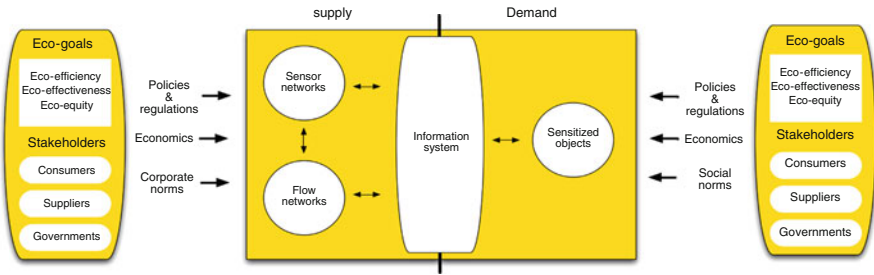 supply
Demand
Eco-goals
Eco-efficiency
Eco-effectiveness
Eco-equity
Stakeholders
Consumers
Suppliers
Governments
Policies
&
regulations
Economics
Corporate
norms
Sensor
networks
Flow
networks
Information
system
Sensitized
objects
Policies
&
regulations
Economics
Social
norms
Eco-goals
Eco-efficiency
Eco-effectiveness
Eco-equity
Stakeholders
Consumers
Suppliers
Governments